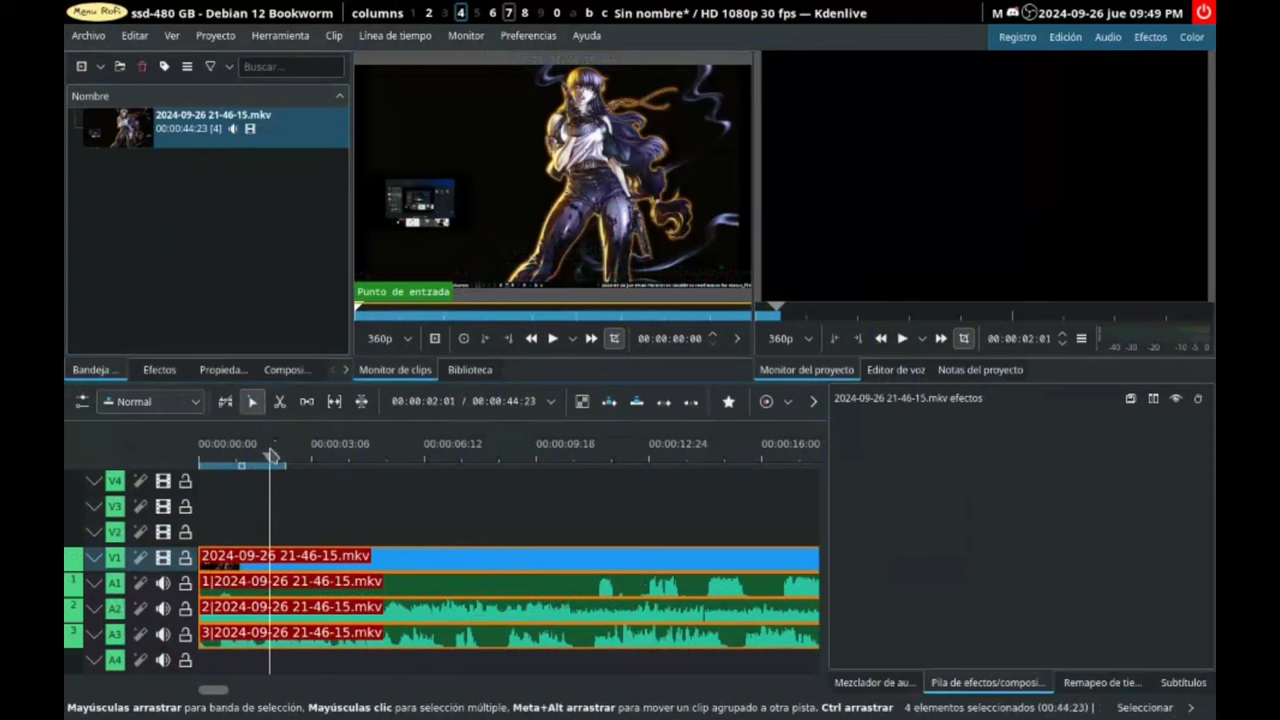 Menu Rofi ssd-480 GB - Debian 12 Bookworm columns 1 2 3 4 5 6 7 8 9 0 a b c Sin nombre* / HD 1080p 30 fps — Kdenlive M 2024-09-26 jue 09:49 PM
Archivo Editar Ver Proyecto Herramienta Clip Línea de tiempo Monitor Preferencias Ayuda
Registro Edición Audio Efectos Color
Buscar...
Nombre
2024-09-26 21-46-15.mkv
00:00:44:23 [4]
Punto de entrada
360p 00:00:00:00
360p 00:00:02:01 -40 -30 -20 -10 -5 0
Bandeja ... Efectos Propieda... Composi...
Monitor de clips Biblioteca
Monitor del proyecto Editor de voz Notas del proyecto
Normal 00:00:02:01 / 00:00:44:23
2024-09-26 21-46-15.mkv efectos
00:00:00:00 00:00:03:06 00:00:06:12 00:00:09:18 00:00:12:24 00:00:16:00
V4
V3
V2
V1 2024-09-26 21-46-15.mkv
1 A1 1|2024-09-26 21-46-15.mkv
2 A2 2|2024-09-26 21-46-15.mkv
3 A3 3|2024-09-26 21-46-15.mkv
A4
Mezclador de au... Pila de efectos/composi... Remapeo de tie... Subtítulos
Mayúsculas arrastrar para banda de selección, Mayúsculas clic para selección múltiple. Meta+Alt arrastrar para mover un clip agrupado a otra pista. Ctrl arrastrar 4 elementos seleccionados (00:44:23) Seleccionar